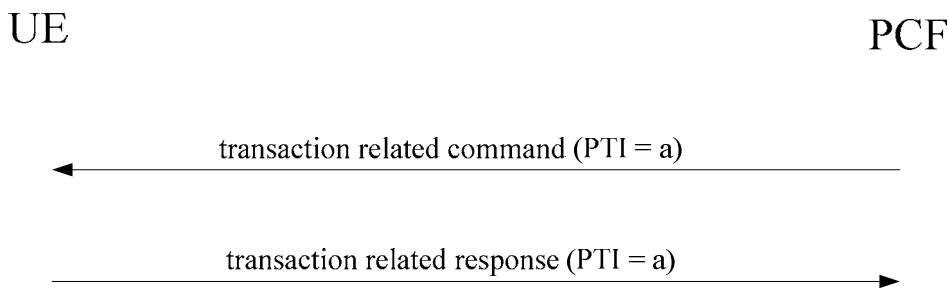 UE
PCF
transaction related command (PTI = a)
transaction related response (PTI = a)